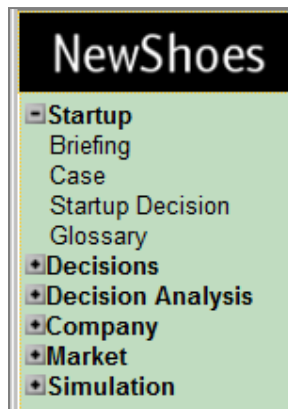 NewShoes
Startup
Briefing
Case
Startup Decision
Glossary
Decisions
Decision Analysis
Company
Market
Simulation